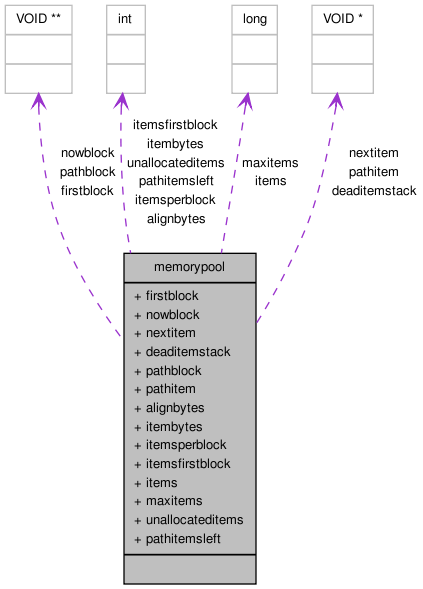 VOID **
int
long
VOID *
nowblock
pathblock
firstblock
itemsfirstblock
itembytes
unallocateditems
pathitemsleft
itemsperblock
alignbytes
maxitems
items
nextitem
pathitem
deaditemstack
memorypool
+ firstblock
+ nowblock
+ nextitem
+ deaditemstack
+ pathblock
+ pathitem
+ alignbytes
+ itembytes
+ itemsperblock
+ itemsfirstblock
+ items
+ maxitems
+ unallocateditems
+ pathitemsleft